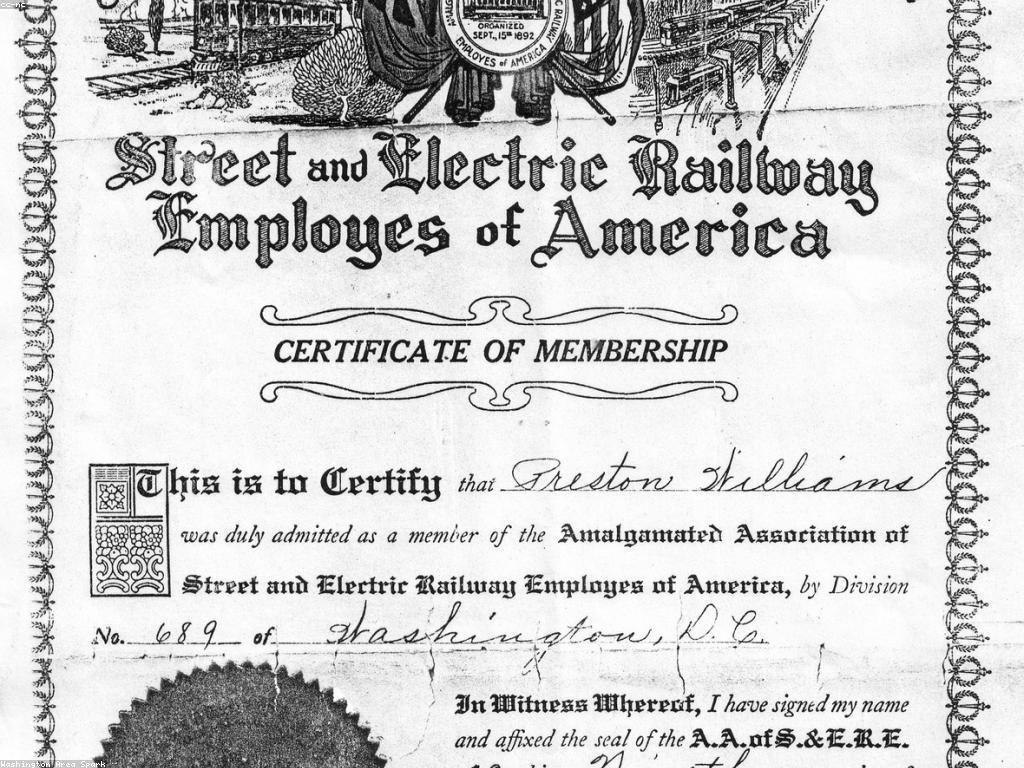 cc-nc
ORGANIZED
SEPT., 15TH 1892
EMPLOYES of AMERICA
Street and Electric Railway
Employes of America
CERTIFICATE OF MEMBERSHIP
This is to Certify that Preston Williams
was duly admitted as a member of the Amalgamated Association of
Street and Electric Railway Employes of America, by Division
No. 689 of Washington, D.C.
In Witness Whereof, I have signed my name
and affixed the seal of the A.A. of S. & E.R.E.
Washington Area Spark